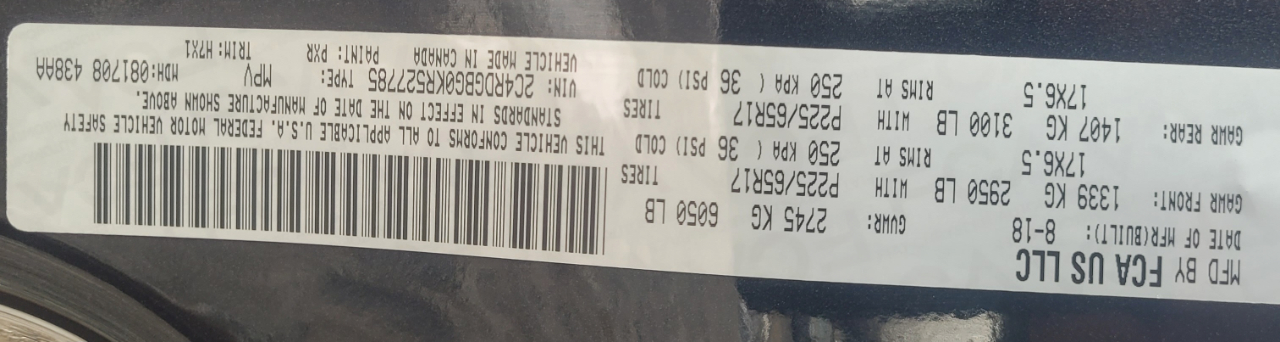 MFD BY FCA US LLC
DATE OF MFR(BUILT): 8-18 GVWR: 2745 KG 6050 LB
GAWR FRONT: 1339 KG 2950 LB WITH P225/65R17 TIRES
17X6.5 RIMS AT 250 KPA ( 36 PSI) COLD
GAWR REAR: 1407 KG 3100 LB WITH P225/65R17 TIRES
17X6.5 RIMS AT 250 KPA ( 36 PSI) COLD
THIS VEHICLE CONFORMS TO ALL APPLICABLE U.S.A. FEDERAL MOTOR VEHICLE SAFETY
STANDARDS IN EFFECT ON THE DATE OF MANUFACTURE SHOWN ABOVE.
VIN: 2C4RDGBG0KR527785 TYPE: MPV MDH:081708 438AA
VEHICLE MADE IN CANADA PAINT: PXR TRIM:H7X1